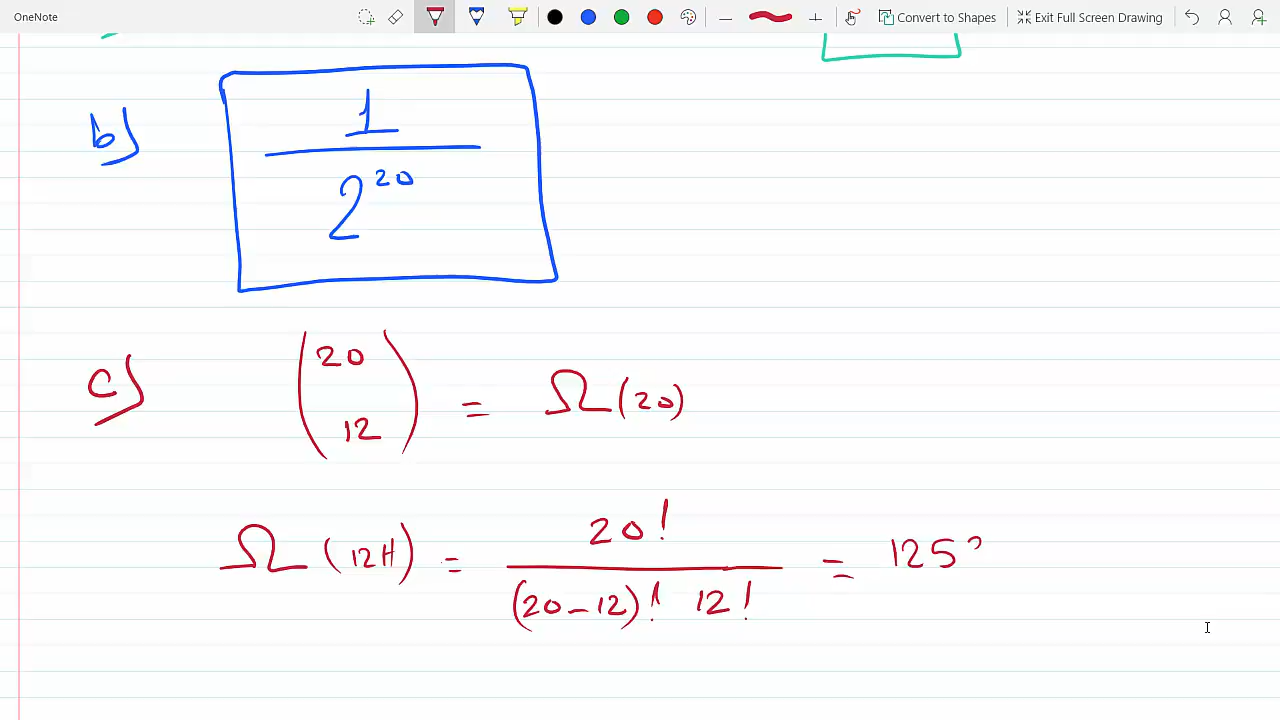 OneNote
Convert to Shapes
Exit Full Screen Drawing
b)
1
2^20
c) (20 12) = Ω(20)
Ω(12H) = 20! / (20-12)! 12! = 125